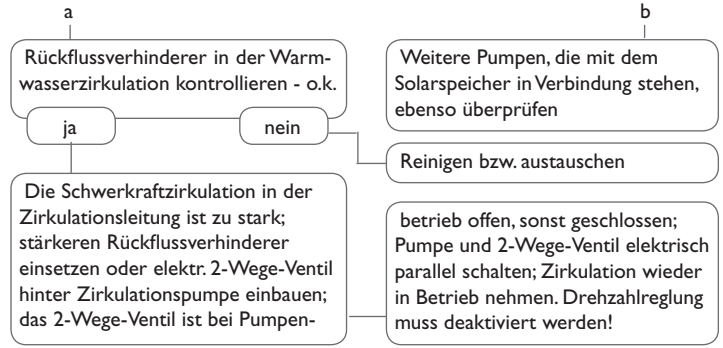 a
Rückflussverhinderer in der Warm-
wasserzirkulation kontrollieren - o.k.
ja
nein
Die Schwerkraftzirkulation in der
Zirkulationsleitung ist zu stark;
stärkeren Rückflussverhinderer
einsetzen oder elektr. 2-Wege-Ventil
hinter Zirkulationspumpe einbauen;
das 2-Wege-Ventil ist bei Pumpen-
b
Weitere Pumpen, die mit dem
Solarspeicher in Verbindung stehen,
ebenso überprüfen
Reinigen bzw. austauschen
betrieb offen, sonst geschlossen;
Pumpe und 2-Wege-Ventil elektrisch
parallel schalten; Zirkulation wieder
in Betrieb nehmen. Drehzahlreglung
muss deaktiviert werden!